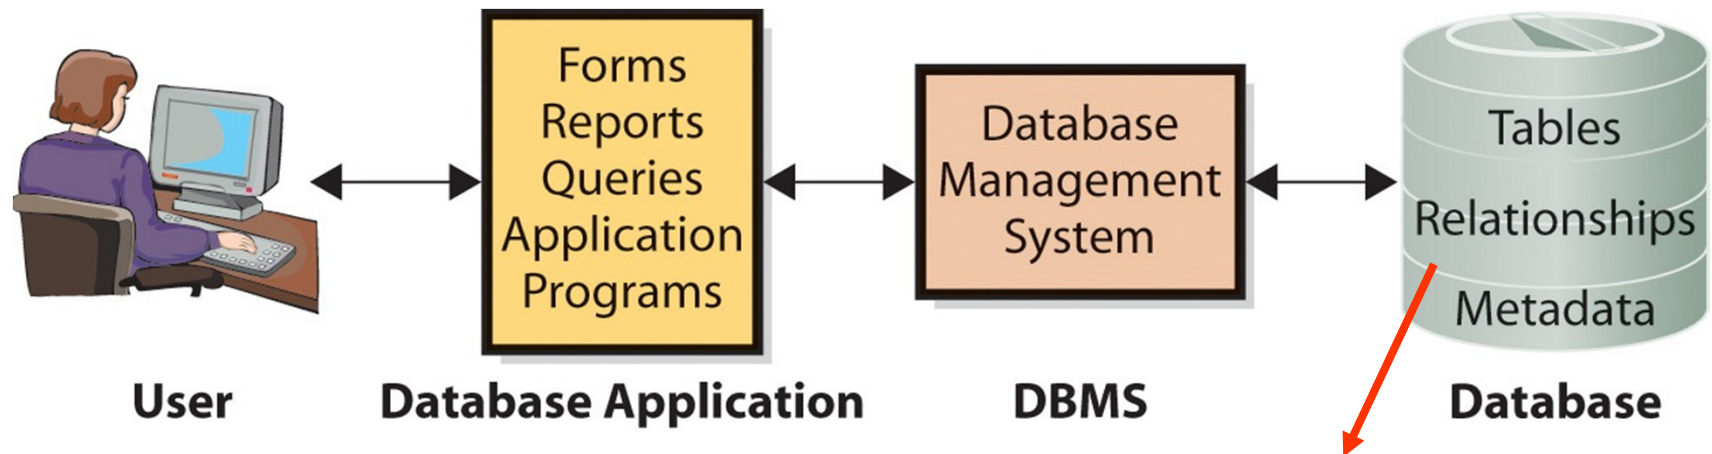 Forms
Reports
Queries
Application
Programs
Database
Management
System
Tables
Relationships
Metadata
User
Database Application
DBMS
Database